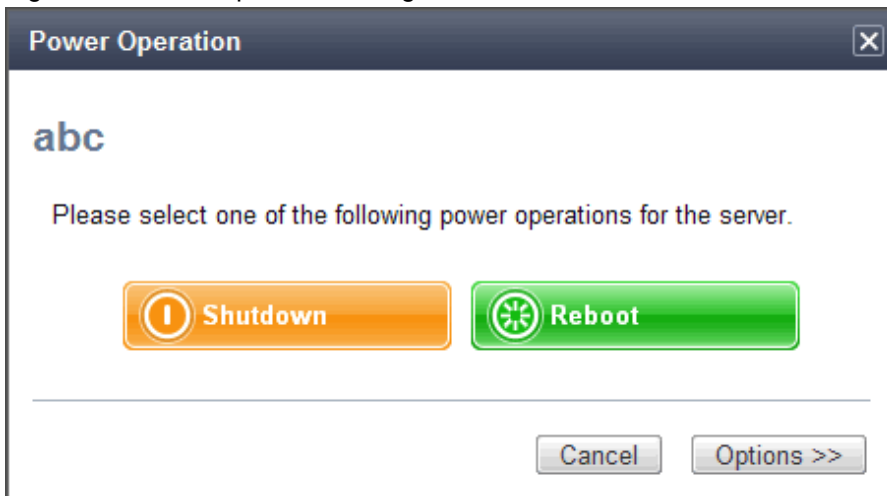 Power Operation
abc
Please select one of the following power operations for the server.
Shutdown
Reboot
Cancel
Options >>